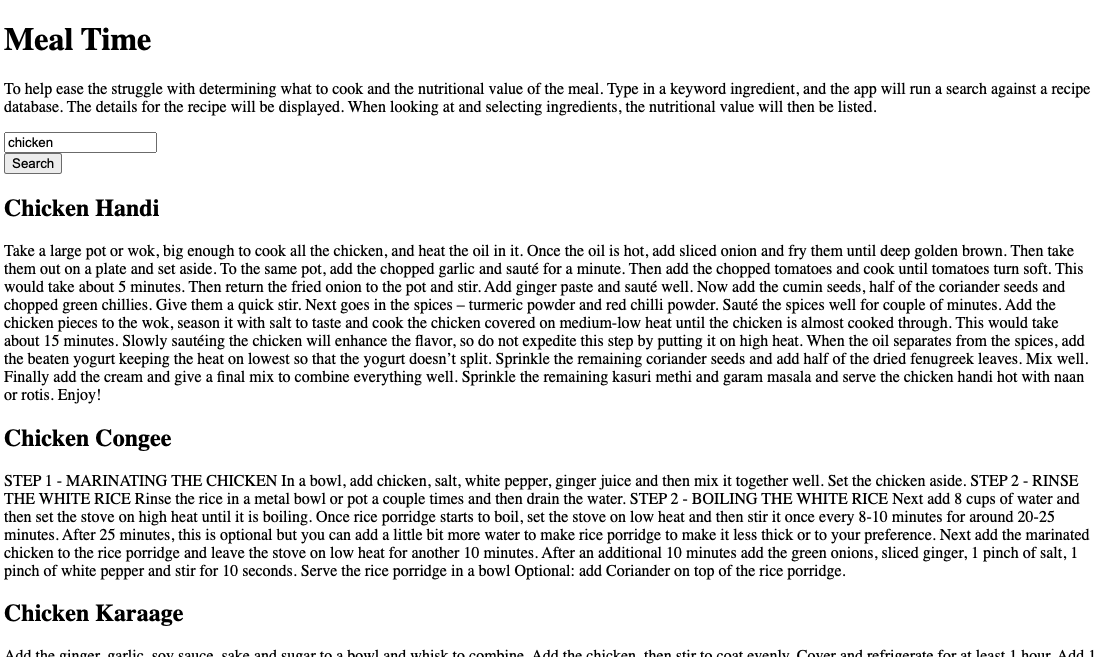 Meal Time
To help ease the struggle with determining what to cook and the nutritional value of the meal. Type in a keyword ingredient, and the app will run a search against a recipe
database. The details for the recipe will be displayed. When looking at and selecting ingredients, the nutritional value will then be listed.
chicken
Search
Chicken Handi
Take a large pot or wok, big enough to cook all the chicken, and heat the oil in it. Once the oil is hot, add sliced onion and fry them until deep golden brown. Then take
them out on a plate and set aside. To the same pot, add the chopped garlic and sauté for a minute. Then add the chopped tomatoes and cook until tomatoes turn soft. This
would take about 5 minutes. Then return the fried onion to the pot and stir. Add ginger paste and sauté well. Now add the cumin seeds, half of the coriander seeds and
chopped green chillies. Give them a quick stir. Next goes in the spices – turmeric powder and red chilli powder. Sauté the spices well for couple of minutes. Add the
chicken pieces to the wok, season it with salt to taste and cook the chicken covered on medium-low heat until the chicken is almost cooked through. This would take
about 15 minutes. Slowly sautéing the chicken will enhance the flavor, so do not expedite this step by putting it on high heat. When the oil separates from the spices, add
the beaten yogurt keeping the heat on lowest so that the yogurt doesn’t split. Sprinkle the remaining coriander seeds and add half of the dried fenugreek leaves. Mix well.
Finally add the cream and give a final mix to combine everything well. Sprinkle the remaining kasuri methi and garam masala and serve the chicken handi hot with naan
or rotis. Enjoy!
Chicken Congee
STEP 1 - MARINATING THE CHICKEN In a bowl, add chicken, salt, white pepper, ginger juice and then mix it together well. Set the chicken aside. STEP 2 - RINSE
THE WHITE RICE Rinse the rice in a metal bowl or pot a couple times and then drain the water. STEP 2 - BOILING THE WHITE RICE Next add 8 cups of water and
then set the stove on high heat until it is boiling. Once rice porridge starts to boil, set the stove on low heat and then stir it once every 8-10 minutes for around 20-25
minutes. After 25 minutes, this is optional but you can add a little bit more water to make rice porridge to make it less thick or to your preference. Next add the marinated
chicken to the rice porridge and leave the stove on low heat for another 10 minutes. After an additional 10 minutes add the green onions, sliced ginger, 1 pinch of salt, 1
pinch of white pepper and stir for 10 seconds. Serve the rice porridge in a bowl Optional: add Coriander on top of the rice porridge.
Chicken Karaage
Add the ginger, garlic, soy sauce, sake and sugar to a bowl and whisk to combine. Add the chicken, then stir to coat evenly. Cover and refrigerate for at least 1 hour. Add 1